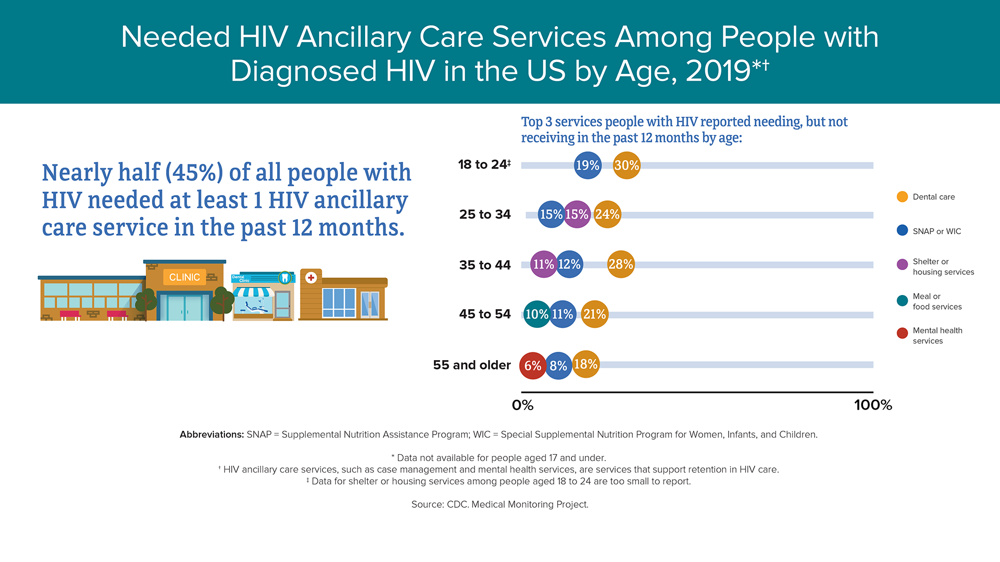 Needed HIV Ancillary Care Services Among People with
Diagnosed HIV in the US by Age, 2019*†
Nearly half (45%) of all people with
HIV needed at least 1 HIV ancillary
care service in the past 12 months.
CLINIC
Dental
Clinic
Top 3 services people with HIV reported needing, but not
receiving in the past 12 months by age:
18 to 24‡ 19% 30%
25 to 34 15% 15% 24%
35 to 44 11% 12% 28%
45 to 54 10% 11% 21%
55 and older 6% 8% 18%
0% 100%
Dental care
SNAP or WIC
Shelter or
housing services
Meal or
food services
Mental health
services
Abbreviations: SNAP = Supplemental Nutrition Assistance Program; WIC = Special Supplemental Nutrition Program for Women, Infants, and Children.
* Data not available for people aged 17 and under.
† HIV ancillary care services, such as case management and mental health services, are services that support retention in HIV care.
‡ Data for shelter or housing services among people aged 18 to 24 are too small to report.
Source: CDC. Medical Monitoring Project.